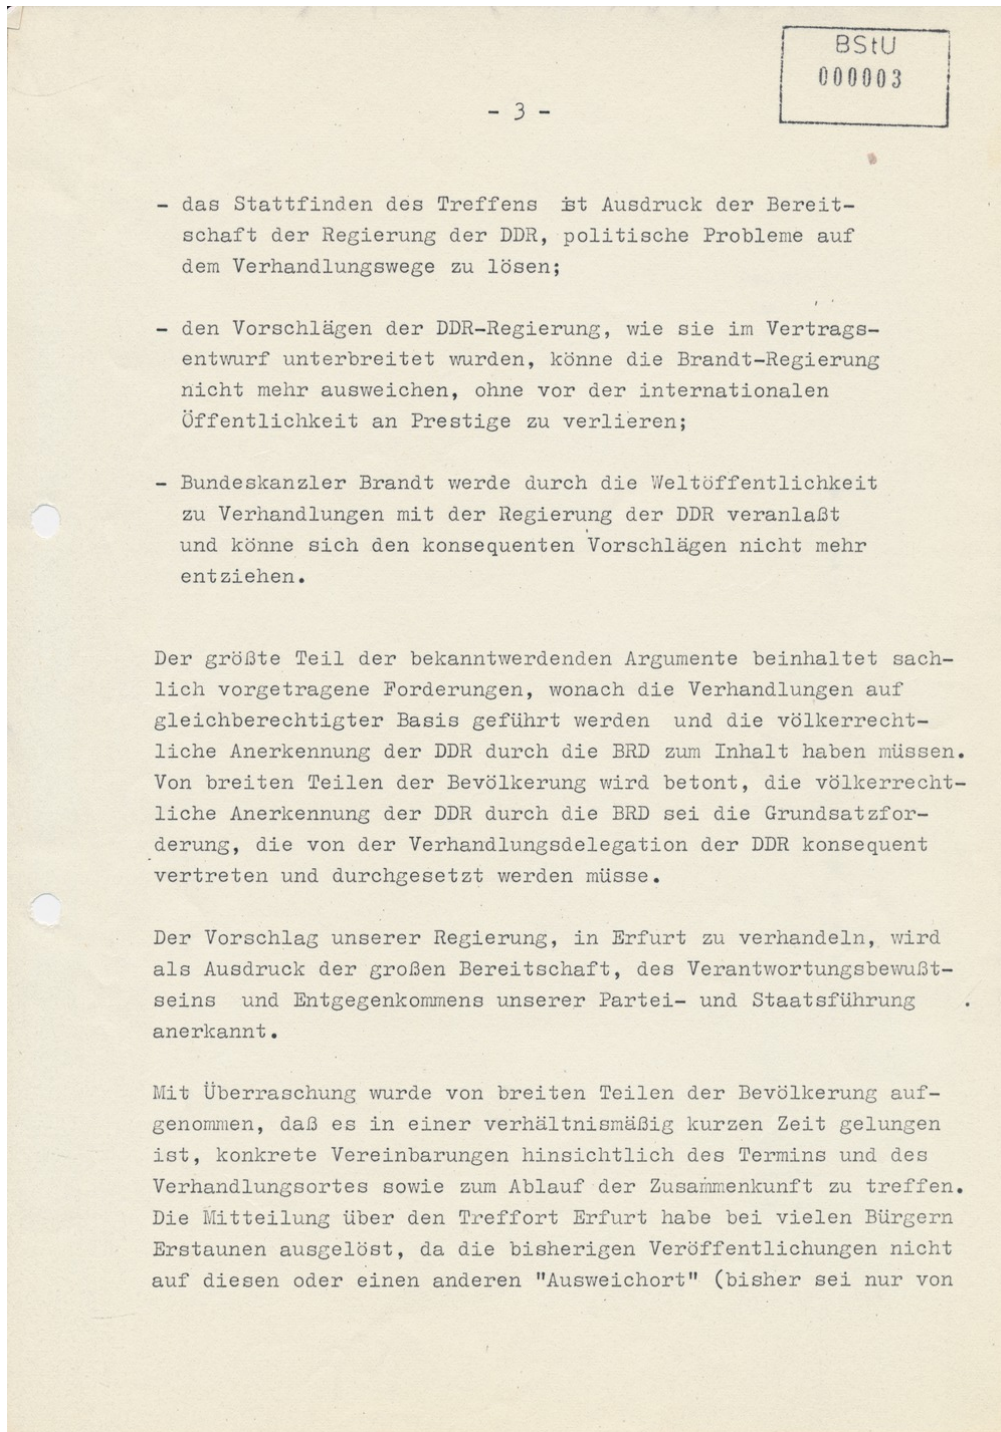 BStU
000003
- 3 -
- das Stattfinden des Treffens ist Ausdruck der Bereit-
schaft der Regierung der DDR, politische Probleme auf
dem Verhandlungswege zu lösen;
- den Vorschlägen der DDR-Regierung, wie sie im Vertrags-
entwurf unterbreitet wurden, könne die Brandt-Regierung
nicht mehr ausweichen, ohne vor der internationalen
Öffentlichkeit an Prestige zu verlieren;
- Bundeskanzler Brandt werde durch die Weltöffentlichkeit
zu Verhandlungen mit der Regierung der DDR veranlaßt
und könne sich den konsequenten Vorschlägen nicht mehr
entziehen.
Der größte Teil der bekanntwerdenden Argumente beinhaltet sach-
lich vorgetragene Forderungen, wonach die Verhandlungen auf
gleichberechtigter Basis geführt werden und die völkerrecht-
liche Anerkennung der DDR durch die BRD zum Inhalt haben müssen.
Von breiten Teilen der Bevölkerung wird betont, die völkerrecht-
liche Anerkennung der DDR durch die BRD sei die Grundsatzfor-
derung, die von der Verhandlungsdelegation der DDR konsequent
vertreten und durchgesetzt werden müsse.
Der Vorschlag unserer Regierung, in Erfurt zu verhandeln, wird
als Ausdruck der großen Bereitschaft, des Verantwortungsbewußt-
seins und Entgegenkommens unserer Partei- und Staatsführung
anerkannt.
Mit Überraschung wurde von breiten Teilen der Bevölkerung auf-
genommen, daß es in einer verhältnismäßig kurzen Zeit gelungen
ist, konkrete Vereinbarungen hinsichtlich des Termins und des
Verhandlungsortes sowie zum Ablauf der Zusammenkunft zu treffen.
Die Mitteilung über den Treffort Erfurt habe bei vielen Bürgern
Erstaunen ausgelöst, da die bisherigen Veröffentlichungen nicht
auf diesen oder einen anderen "Ausweichort" (bisher sei nur von